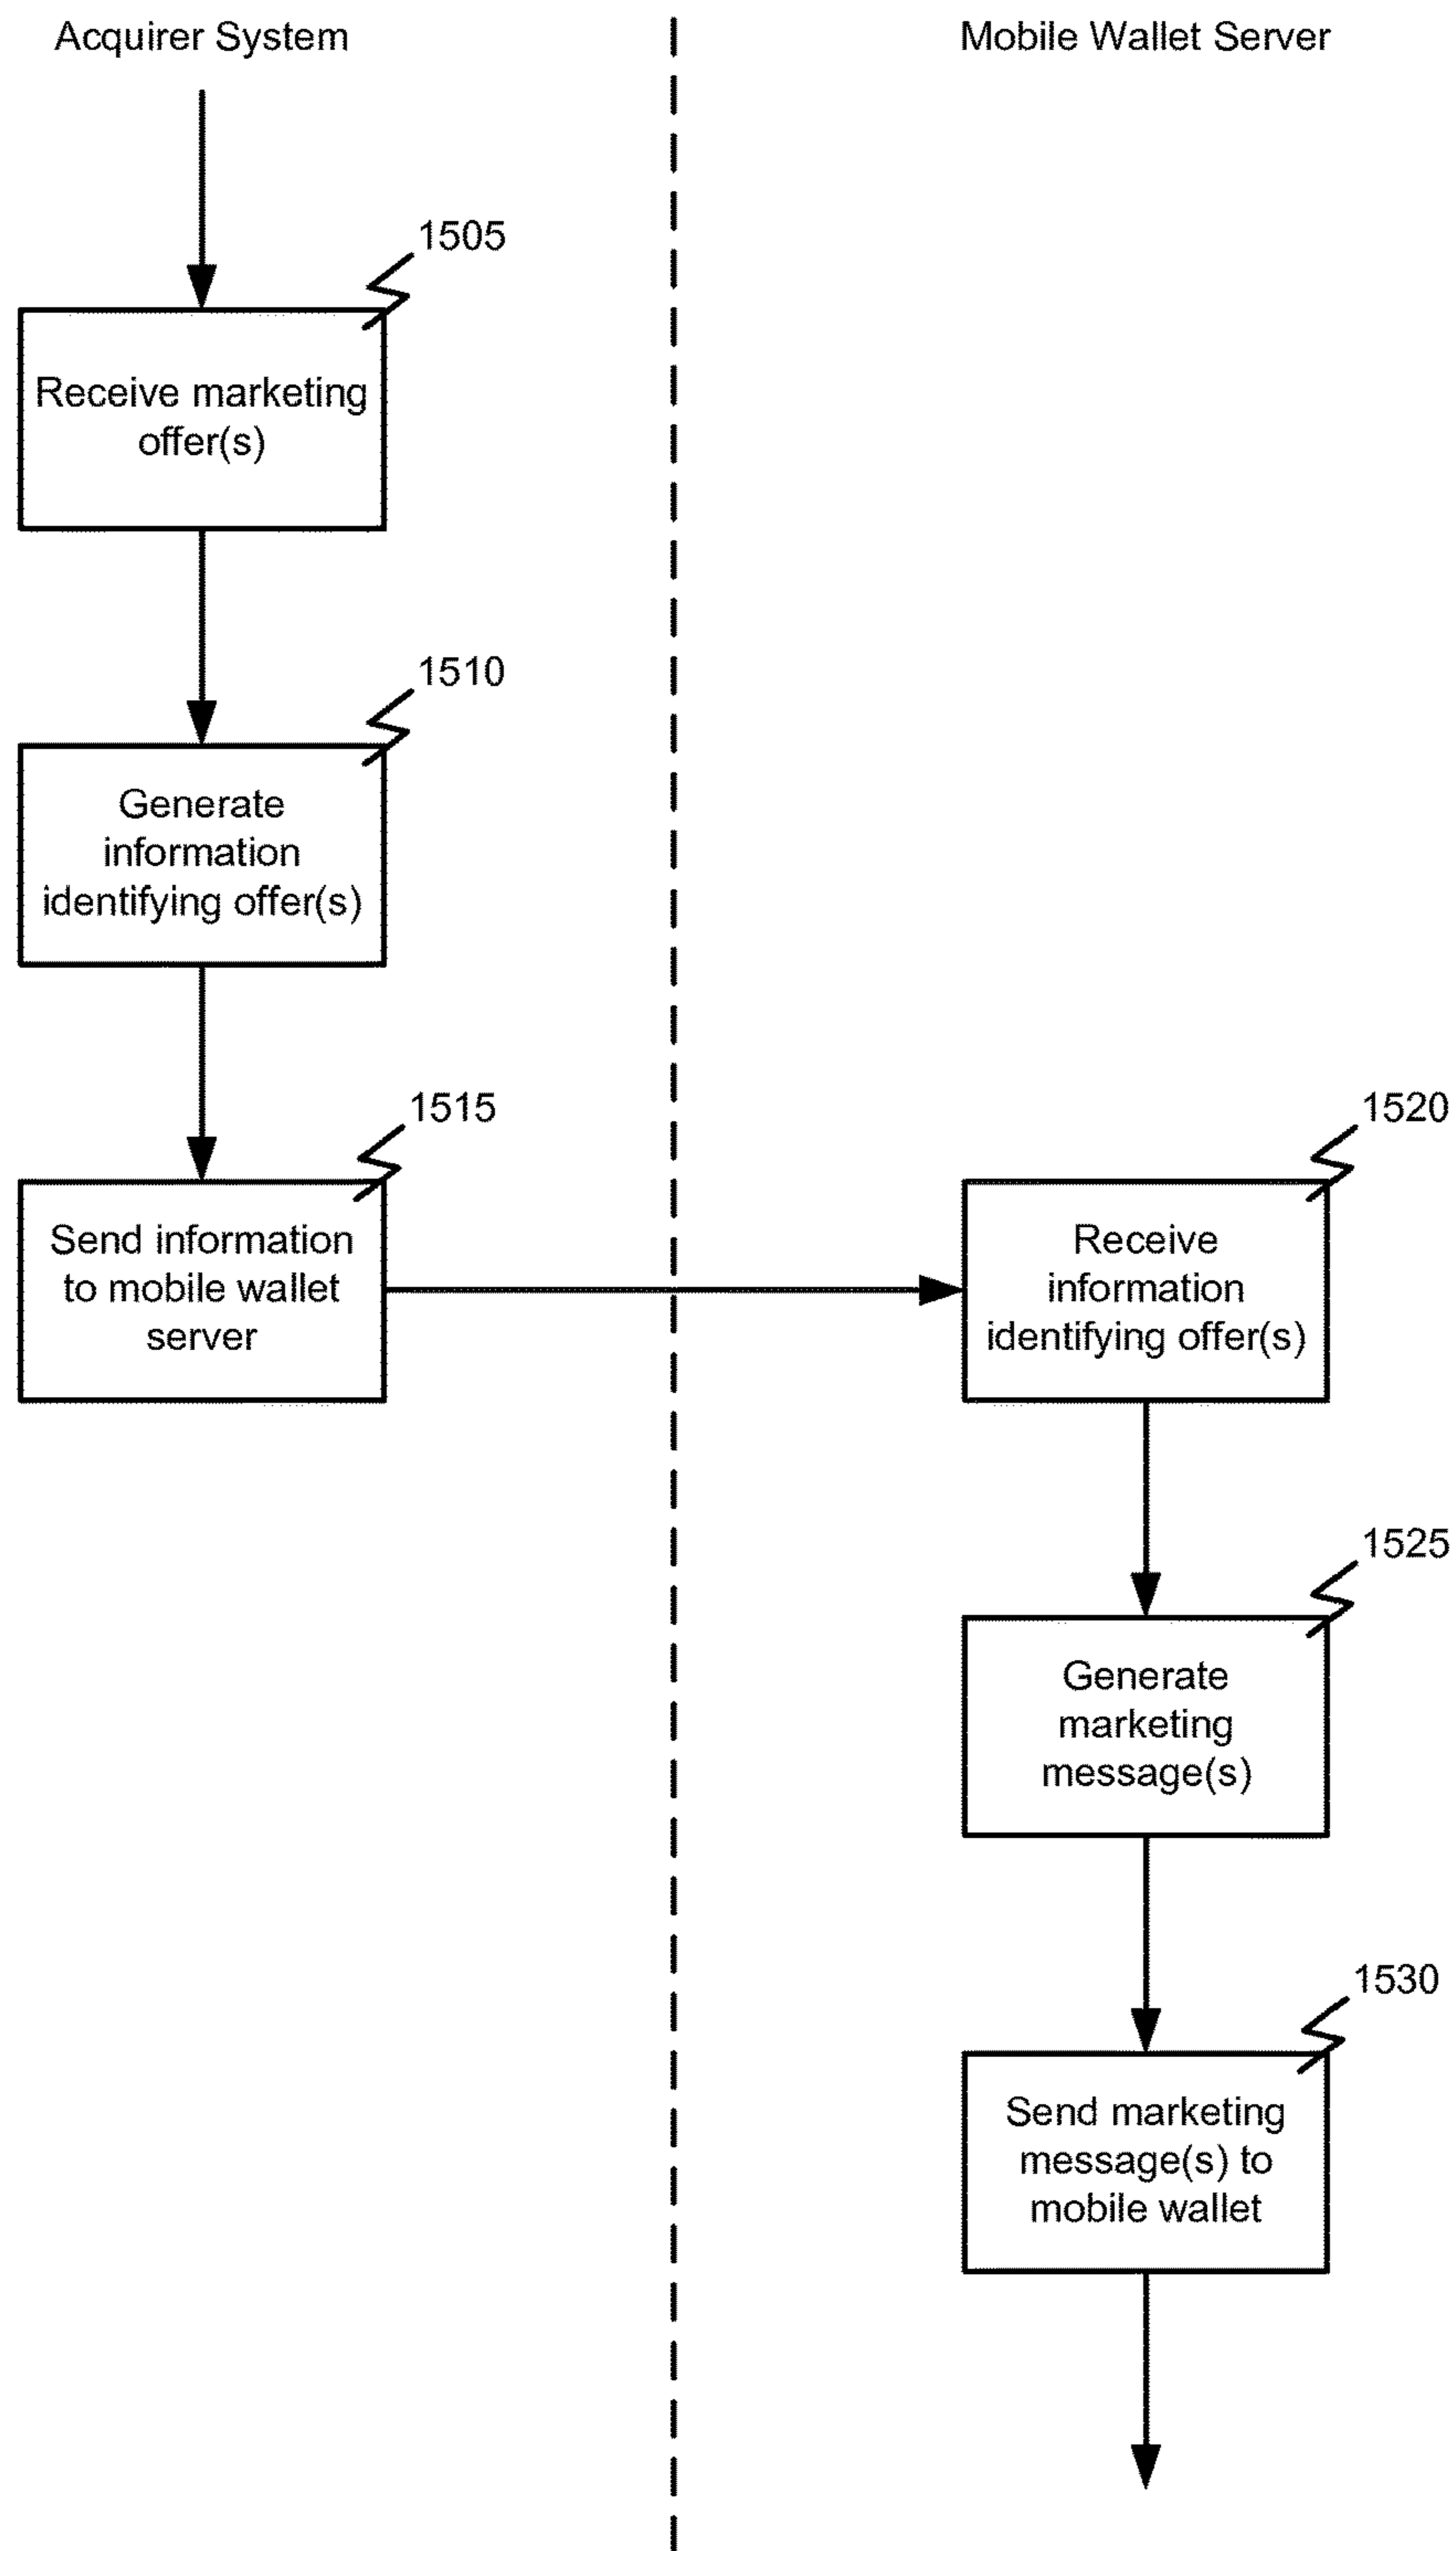 Acquirer System
Mobile Wallet Server
1505
Receive marketing
offer(s)
1510
Generate
information
identifying offer(s)
1515
Send information
to mobile wallet
server
1520
Receive
information
identifying offer(s)
1525
Generate
marketing
message(s)
1530
Send marketing
message(s) to
mobile wallet